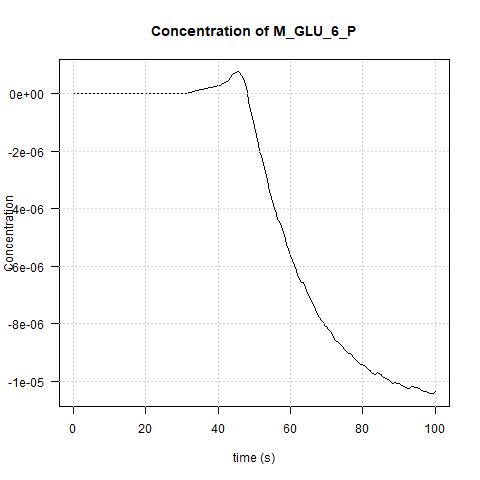 Concentration of M_GLU_6_P
0e+00
-2e-06
-4e-06
-6e-06
-8e-06
-1e-05
Concentration
0
20
40
60
80
100
time (s)